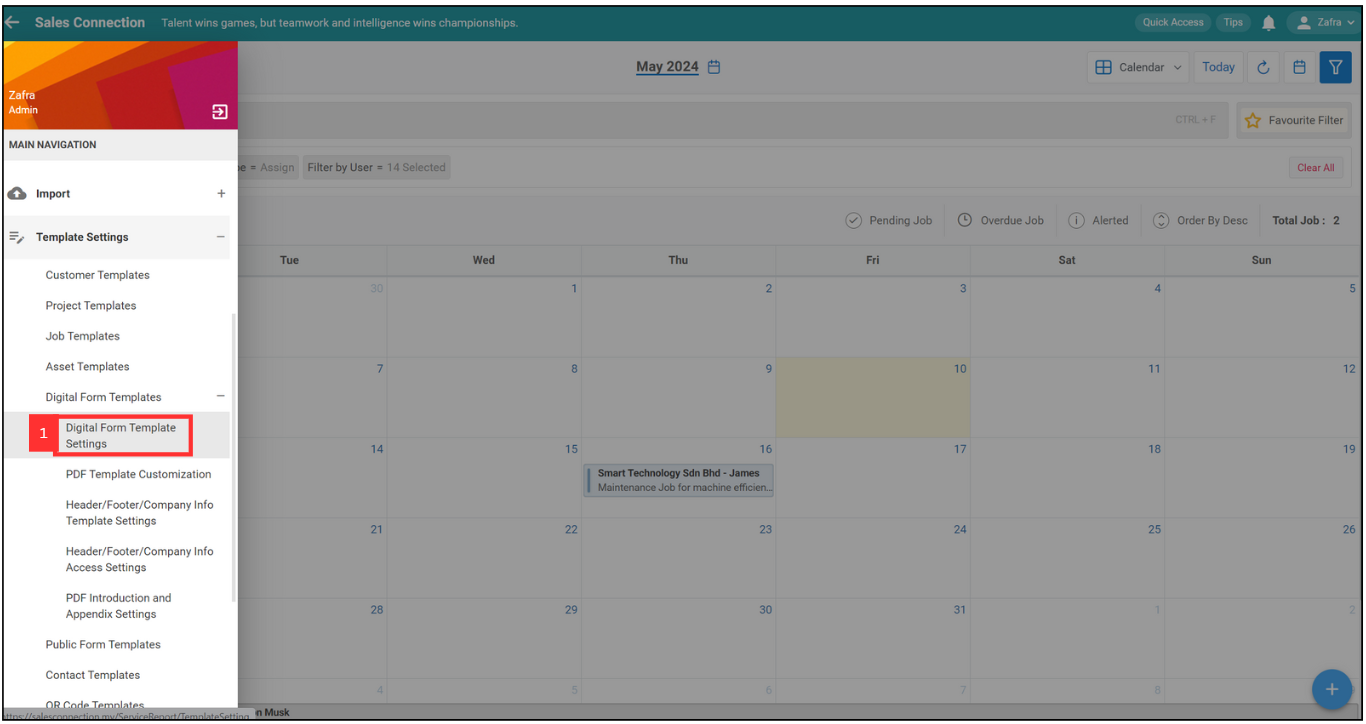 Sales Connection Talent wins games, but teamwork and intelligence wins championships. Quick Access Tips Zafra
May 2024 Calendar Today
Zafra
Admin
CTRL + F Favourite Filter
MAIN NAVIGATION
= Assign Filter by User = 14 Selected Clear All
Import +
Pending Job Overdue Job Alerted Order By Desc Total Job : 2
Template Settings −
Tue Wed Thu Fri Sat Sun
Customer Templates
30 1 2 3 4 5
Project Templates
Job Templates
Asset Templates
7 8 9 10 11 12
Digital Form Templates −
1 Digital Form Template
Settings
14 15 16 17 18 19
Smart Technology Sdn Bhd - James
Maintenance Job for machine efficien...
PDF Template Customization
Header/Footer/Company Info
Template Settings
21 22 23 24 25 26
Header/Footer/Company Info
Access Settings
PDF Introduction and
Appendix Settings
28 29 30 31 1 2
Public Form Templates
Contact Templates
4 5 6 7 8
+
QR Code Templates
https://salesconnection.my/ServiceReport/TemplateSetting
n Musk